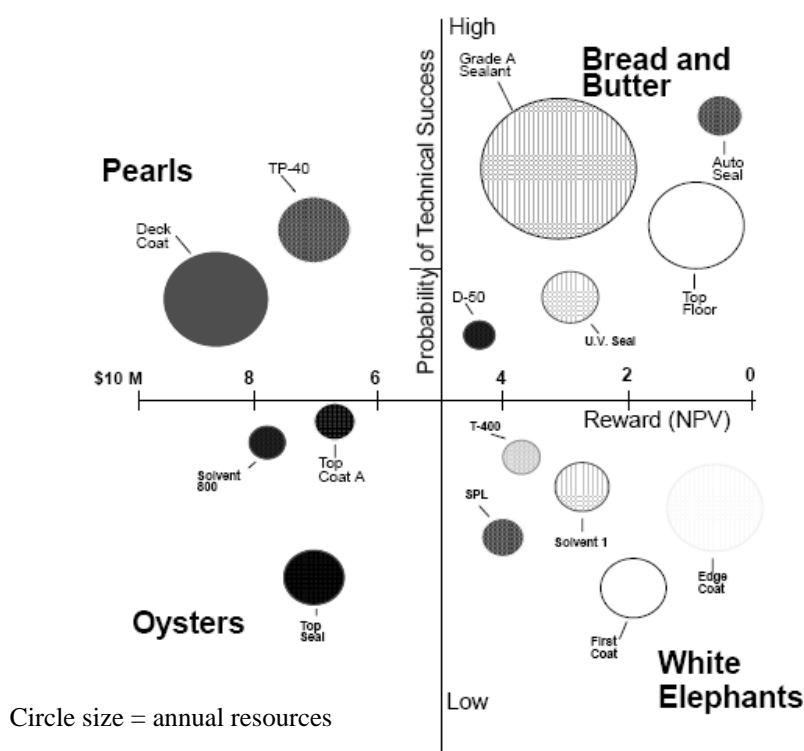 High
Grade A
Sealant
Bread and
Butter
Probability of Technical Success
Auto
Seal
Pearls
TP-40
Deck
Coat
D-50
Top
Floor
U.V. Seal
$10 M 8 6 4 2 0
Reward (NPV)
T-400
Solvent
800
Top
Coat A
SPL
Solvent 1
Edge
Coat
Oysters
Top
Seal
First
Coat
White
Elephants
Low
Circle size = annual resources